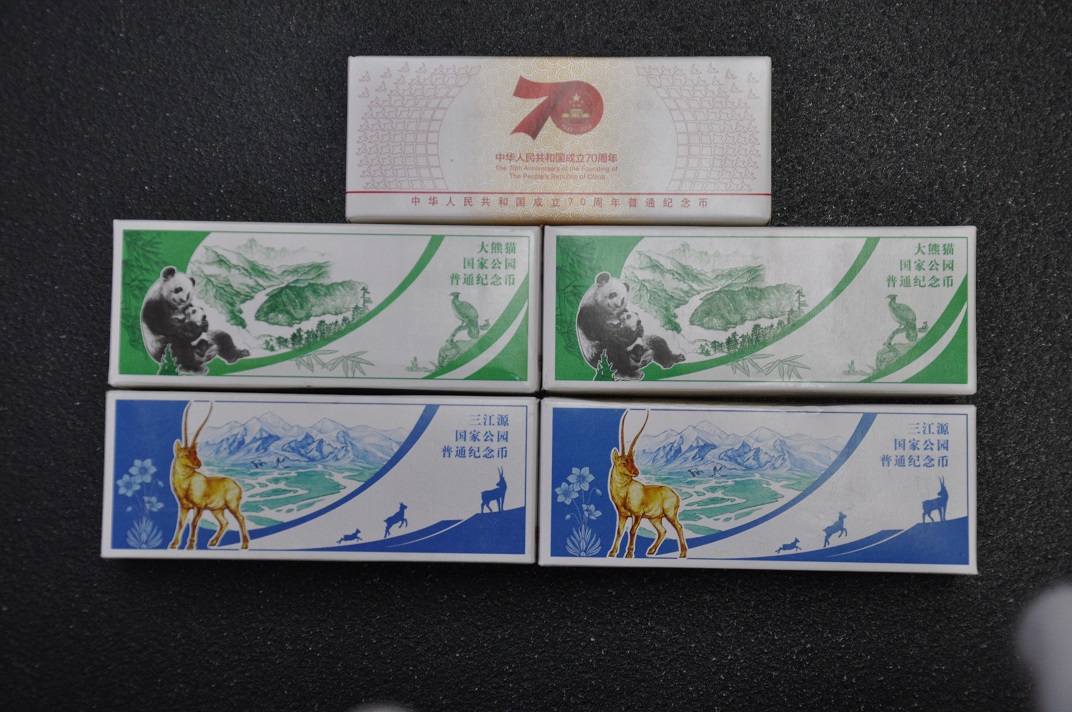 70
中华人民共和国成立70周年
The 70th Anniversary of the Founding of
The People's Republic of China
中华人民共和国成立70周年普通纪念币
大熊猫
国家公园
普通纪念币
大熊猫
国家公园
普通纪念币
三江源
国家公园
普通纪念币
三江源
国家公园
普通纪念币